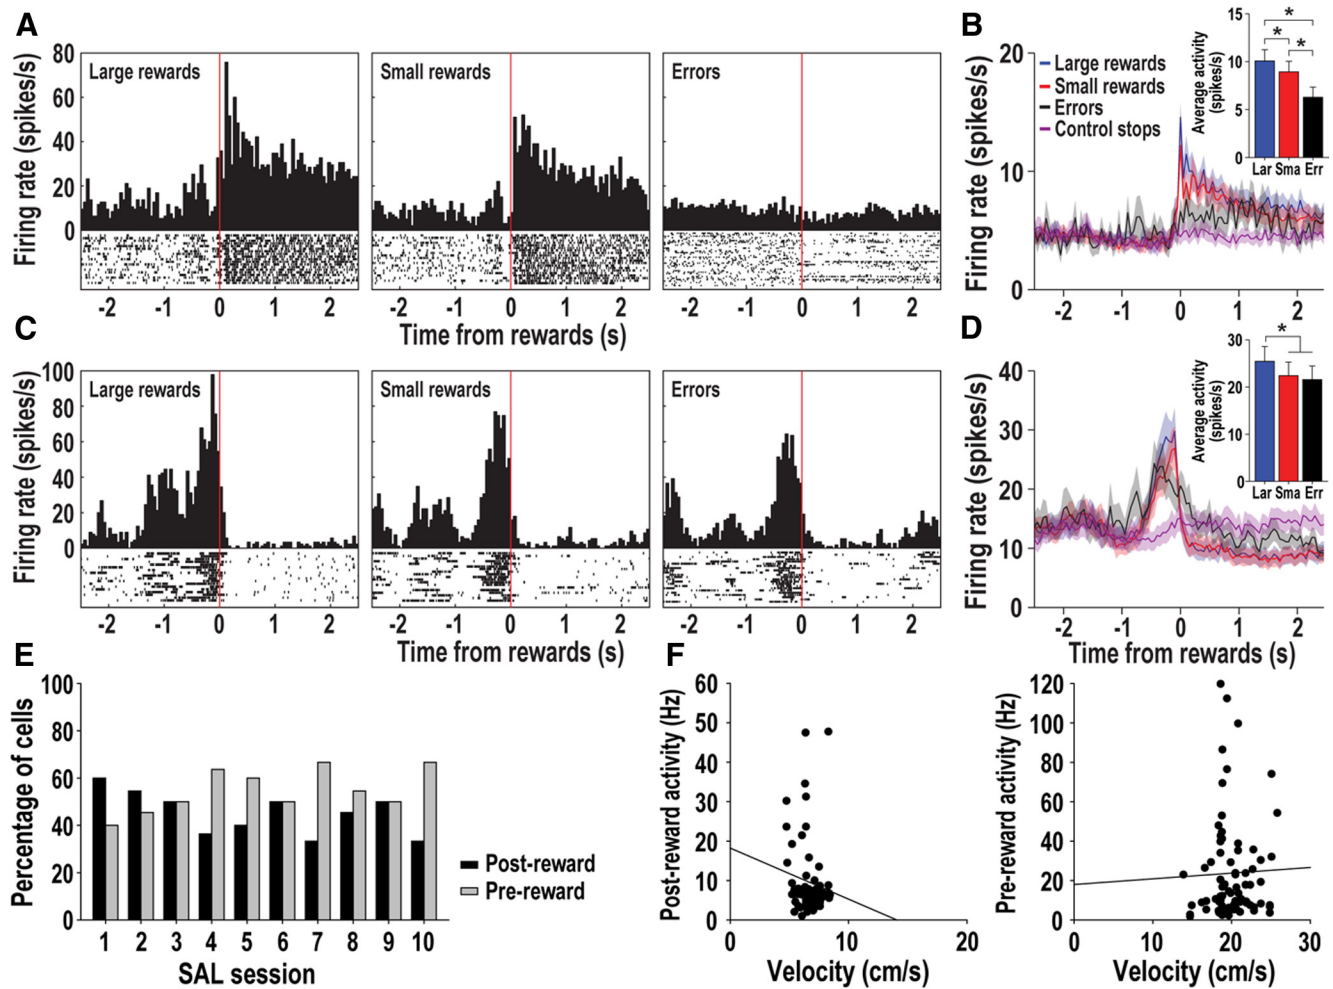 A
Firing rate (spikes/s)
80
60
40
20
0
Large rewards
Small rewards
Errors
-2 -1 0 1 2 -2 -1 0 1 2 -2 -1 0 1 2
Time from rewards (s)
B
Firing rate (spikes/s)
20
10
0
Large rewards
Small rewards
Errors
Control stops
-2 -1 0 1 2
Average activity
(spikes/s)
15
10
5
0
* 
* *
Lar Sma Err
C
Firing rate (spikes/s)
100
80
60
40
20
0
Large rewards
Small rewards
Errors
-2 -1 0 1 2 -2 -1 0 1 2 -2 -1 0 1 2
Time from rewards (s)
D
Firing rate (spikes/s)
40
30
20
10
0
-2 -1 0 1 2
Time from rewards (s)
Average activity
(spikes/s)
30
20
10
0
*
Lar Sma Err
E
Percentage of cells
100
80
60
40
20
0
1 2 3 4 5 6 7 8 9 10
SAL session
Post-reward
Pre-reward
F
Post-reward activity (Hz)
60
50
40
30
20
10
0
0 10 20
Velocity (cm/s)
Pre-reward activity (Hz)
120
100
80
60
40
20
0
0 10 20 30
Velocity (cm/s)